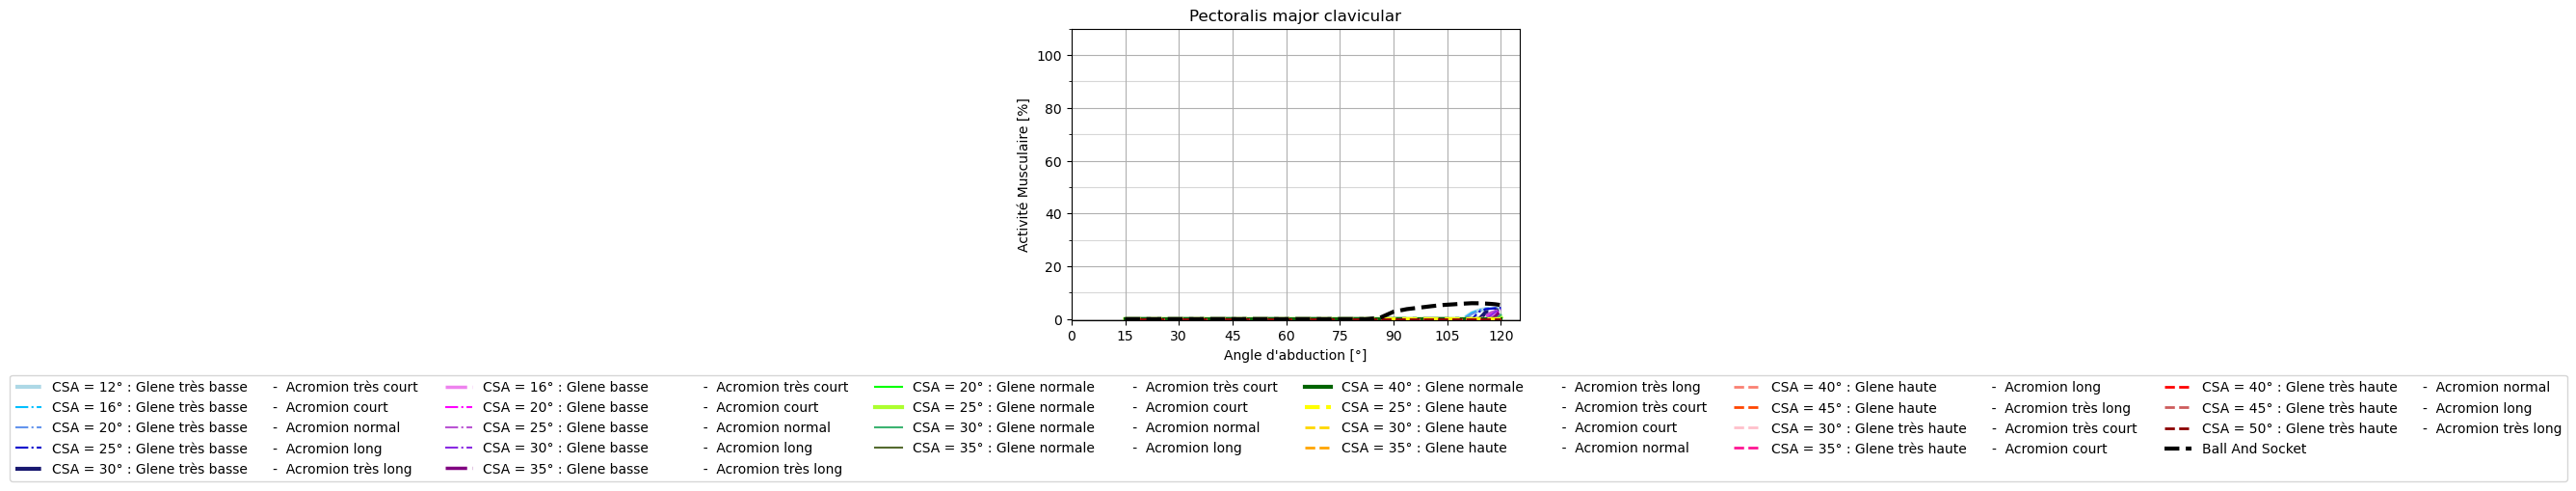 Pectoralis major clavicular
100
80
60
40
20
0
Activité Musculaire [%]
0 15 30 45 60 75 90 105 120
Angle d'abduction [°]
CSA = 12° : Glene très basse - Acromion très court
CSA = 16° : Glene très basse - Acromion court
CSA = 20° : Glene très basse - Acromion normal
CSA = 25° : Glene très basse - Acromion long
CSA = 30° : Glene très basse - Acromion très long
CSA = 16° : Glene basse - Acromion très court
CSA = 20° : Glene basse - Acromion court
CSA = 25° : Glene basse - Acromion normal
CSA = 30° : Glene basse - Acromion long
CSA = 35° : Glene basse - Acromion très long
CSA = 20° : Glene normale - Acromion très court
CSA = 25° : Glene normale - Acromion court
CSA = 30° : Glene normale - Acromion normal
CSA = 35° : Glene normale - Acromion long
CSA = 40° : Glene normale - Acromion très long
CSA = 25° : Glene haute - Acromion très court
CSA = 30° : Glene haute - Acromion court
CSA = 35° : Glene haute - Acromion normal
CSA = 40° : Glene haute - Acromion long
CSA = 45° : Glene haute - Acromion très long
CSA = 30° : Glene très haute - Acromion très court
CSA = 35° : Glene très haute - Acromion court
CSA = 40° : Glene très haute - Acromion normal
CSA = 45° : Glene très haute - Acromion long
CSA = 50° : Glene très haute - Acromion très long
Ball And Socket